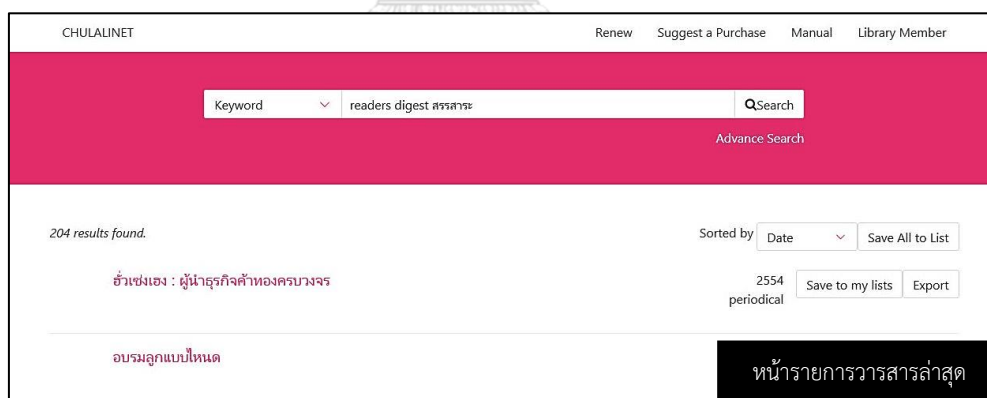 CHULALINET Renew Suggest a Purchase Manual Library Member
Keyword readers digest สรรสาระ Search
Advance Search
204 results found. Sorted by Date Save All to List
ฮั่วเซ่งเฮง : ผู้นำธุรกิจค้าทองครบวงจร 2554 Save to my lists Export
periodical
อบรมลูกแบบไหนดี
หน้ารายการวารสารล่าสุด